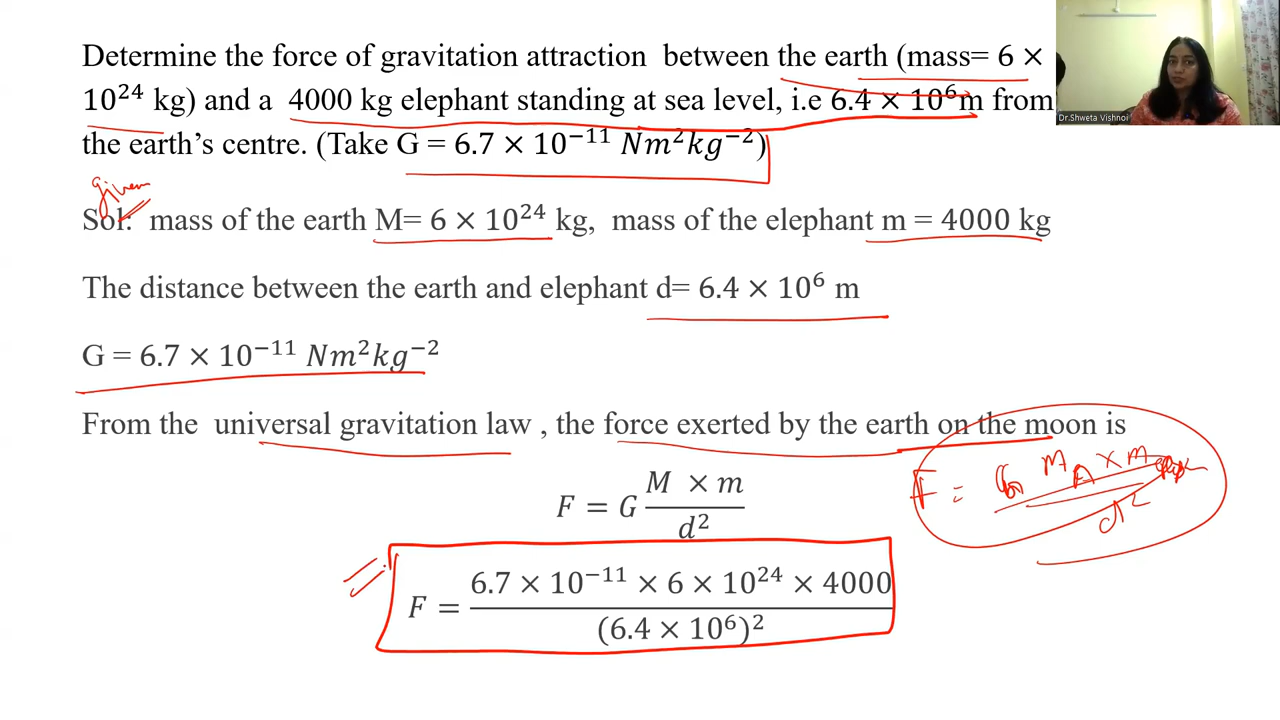 Determine the force of gravitation attraction between the earth (mass= 6 ×
10²⁴ kg) and a 4000 kg elephant standing at sea level, i.e 6.4 × 10⁶m from
the earth’s centre. (Take G = 6.7 × 10⁻¹¹ Nm²kg⁻²)
Dr.Shweta Vishnoi
given
Sol: mass of the earth M= 6 × 10²⁴ kg, mass of the elephant m = 4000 kg
The distance between the earth and elephant d= 6.4 × 10⁶ m
G = 6.7 × 10⁻¹¹ Nm²kg⁻²
From the universal gravitation law , the force exerted by the earth on the moon is
F = G (M × m)/d²
F = (6.7 × 10⁻¹¹ × 6 × 10²⁴ × 4000)/(6.4 × 10⁶)²